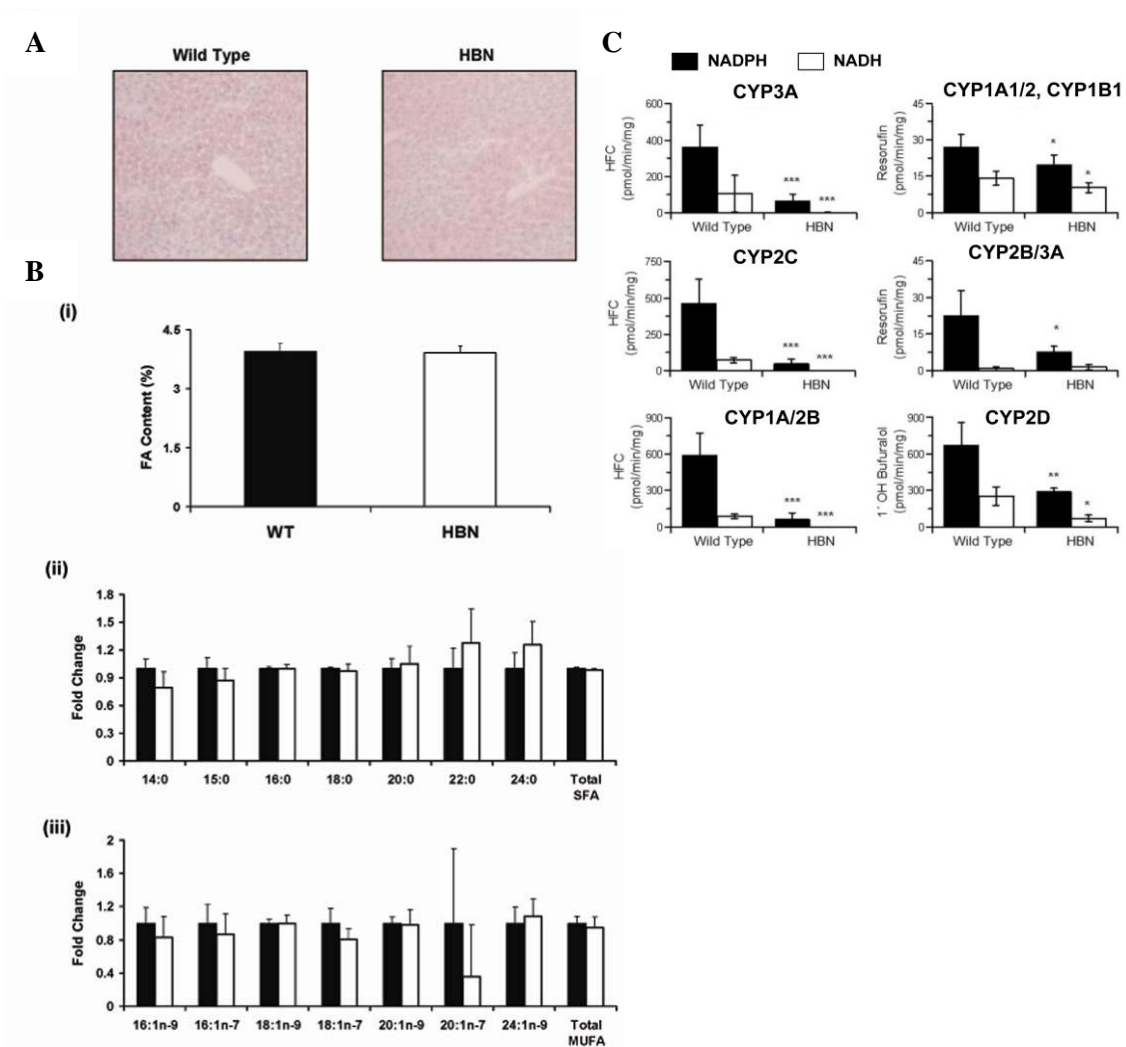 A
Wild Type
HBN
B
(i)
FA Content (%)
4.5
3
1.5
0
WT
HBN
(ii)
Fold Change
1.8
1.5
1.2
0.9
0.6
0.3
0
14:0 15:0 16:0 18:0 20:0 22:0 24:0 Total SFA
(iii)
Fold Change
2
1.6
1.2
0.8
0.4
0
16:1n-9 16:1n-7 18:1n-9 18:1n-7 20:1n-9 20:1n-7 24:1n-9 Total MUFA
C
NADPH NADH
CYP3A
HFC
(pmol/min/mg)
600
400
200
0
*** ***
Wild Type HBN
CYP1A1/2, CYP1B1
Resorufin
(pmol/min/mg)
45
30
15
0
* *
Wild Type HBN
CYP2C
HFC
(pmol/min/mg)
750
500
250
0
*** ***
Wild Type HBN
CYP2B/3A
Resorufin
(pmol/min/mg)
45
30
15
0
*
Wild Type HBN
CYP1A/2B
HFC
(pmol/min/mg)
900
600
300
0
*** ***
Wild Type HBN
CYP2D
1´ OH Bufuralol
(pmol/min/mg)
900
600
300
0
** *
Wild Type HBN